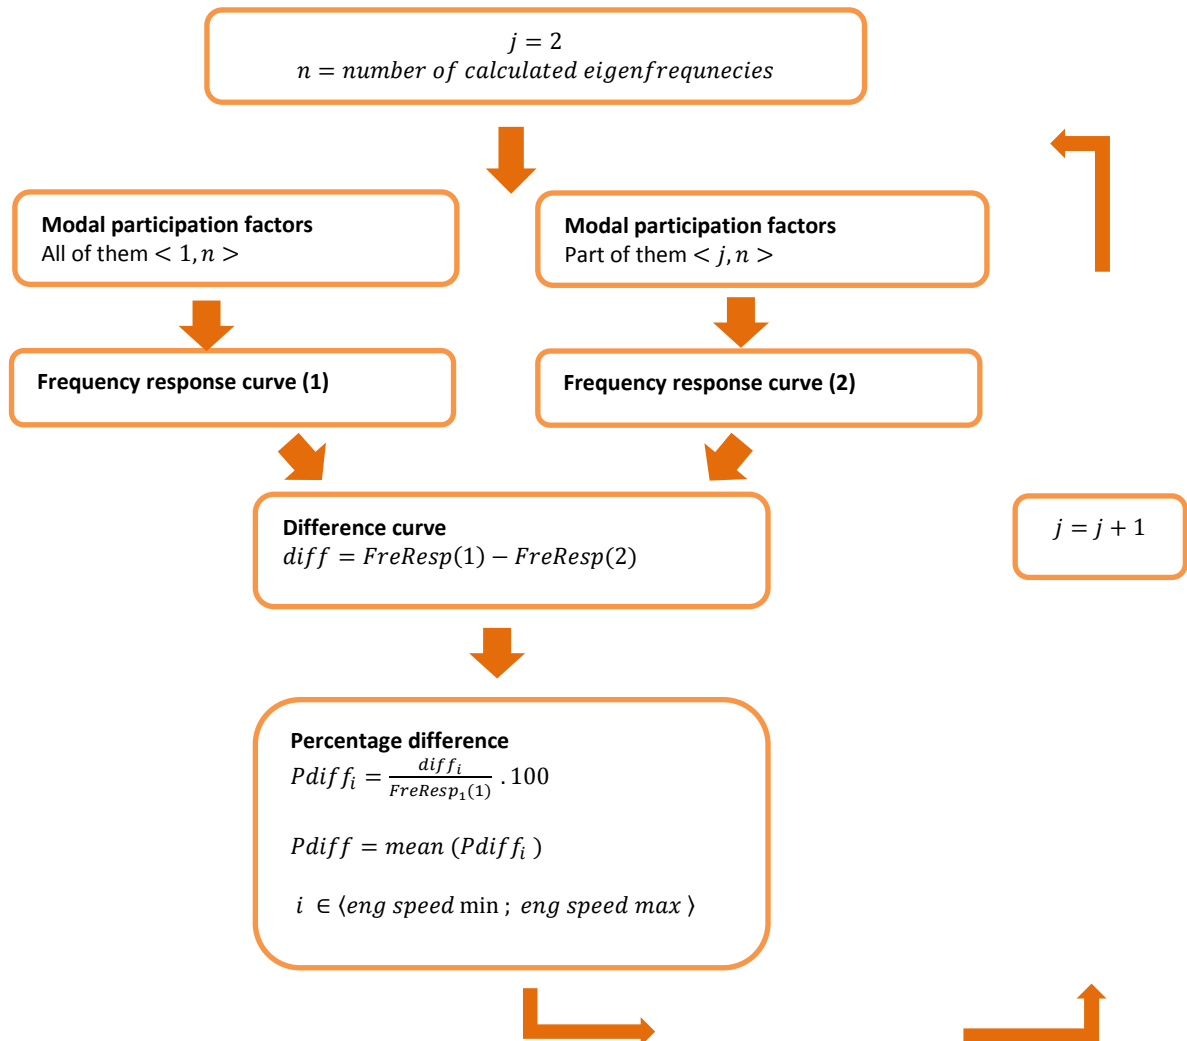 j = 2
n = number of calculated eigenfrequnecies
Modal participation factors
All of them < 1, n >
Modal participation factors
Part of them < j, n >
Frequency response curve (1)
Frequency response curve (2)
Difference curve
diff = FreResp(1) − FreResp(2)
j = j + 1
Percentage difference
Pdiff_i = diff_i / FreResp_1(1) . 100
Pdiff = mean (Pdiff_i )
i ∈ ⟨eng speed min ; eng speed max ⟩